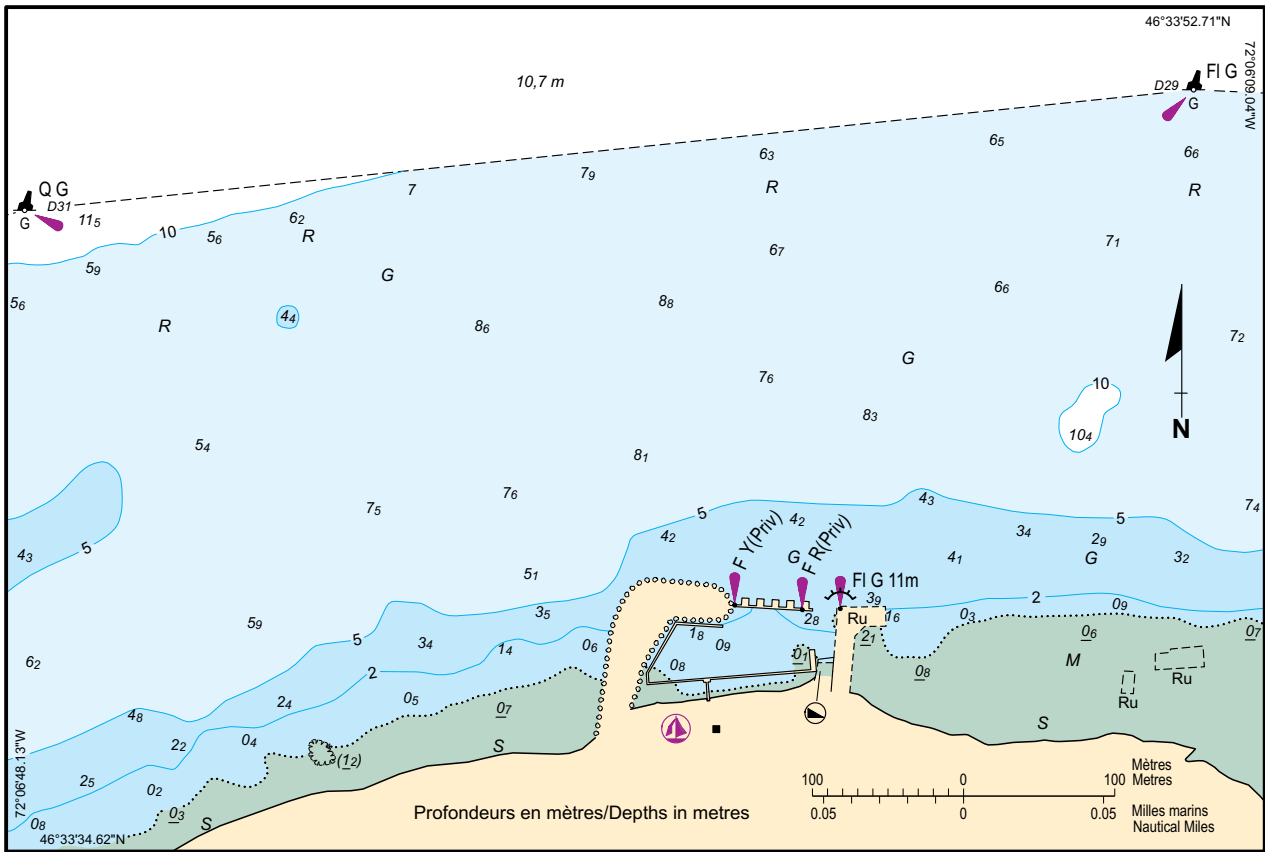 46°33'52.71"N
72°06'09.04"W
10,7 m
D29
Fl G
G
6₃
6₅
6₆
7₉
R
R
7
Q G
D31
G
11₅
6₂
10
5₆
R
6₇
7₁
5₉
G
6₆
5₆
4₄
8₈
R
8₆
7₂
G
7₆
10
8₃
10₄
N
5₄
8₁
7₆
7₅
4₃
7₄
5
5
4₂
4₂
3₄
2₉
5
4₃
F Y(Priv)
G
F R(Priv)
4₁
G
3₂
5₁
Fl G 11m
3₉
2
0₉
3₅
2₈
Ru
1₆
0₃
5₉
1₈
2₁
0₆
0₇
3₄
1₄
0₆
0₉
0₁
M
6₂
2
0₈
0₈
Ru
Ru
2₄
0₅
0₇
4₈
S
2₂
0₄
S
(1₂)
2₅
0₂
72°06'48.13"W
0₃
0₈
S
46°33'34.62"N
Profondeurs en mètres/Depths in metres
100 0 100
Mètres
Metres
0.05 0 0.05
Milles marins
Nautical Miles